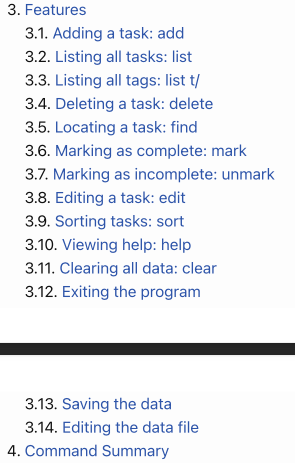 3. Features
3.1. Adding a task: add
3.2. Listing all tasks: list
3.3. Listing all tags: list t/
3.4. Deleting a task: delete
3.5. Locating a task: find
3.6. Marking as complete: mark
3.7. Marking as incomplete: unmark
3.8. Editing a task: edit
3.9. Sorting tasks: sort
3.10. Viewing help: help
3.11. Clearing all data: clear
3.12. Exiting the program
3.13. Saving the data
3.14. Editing the data file
4. Command Summary